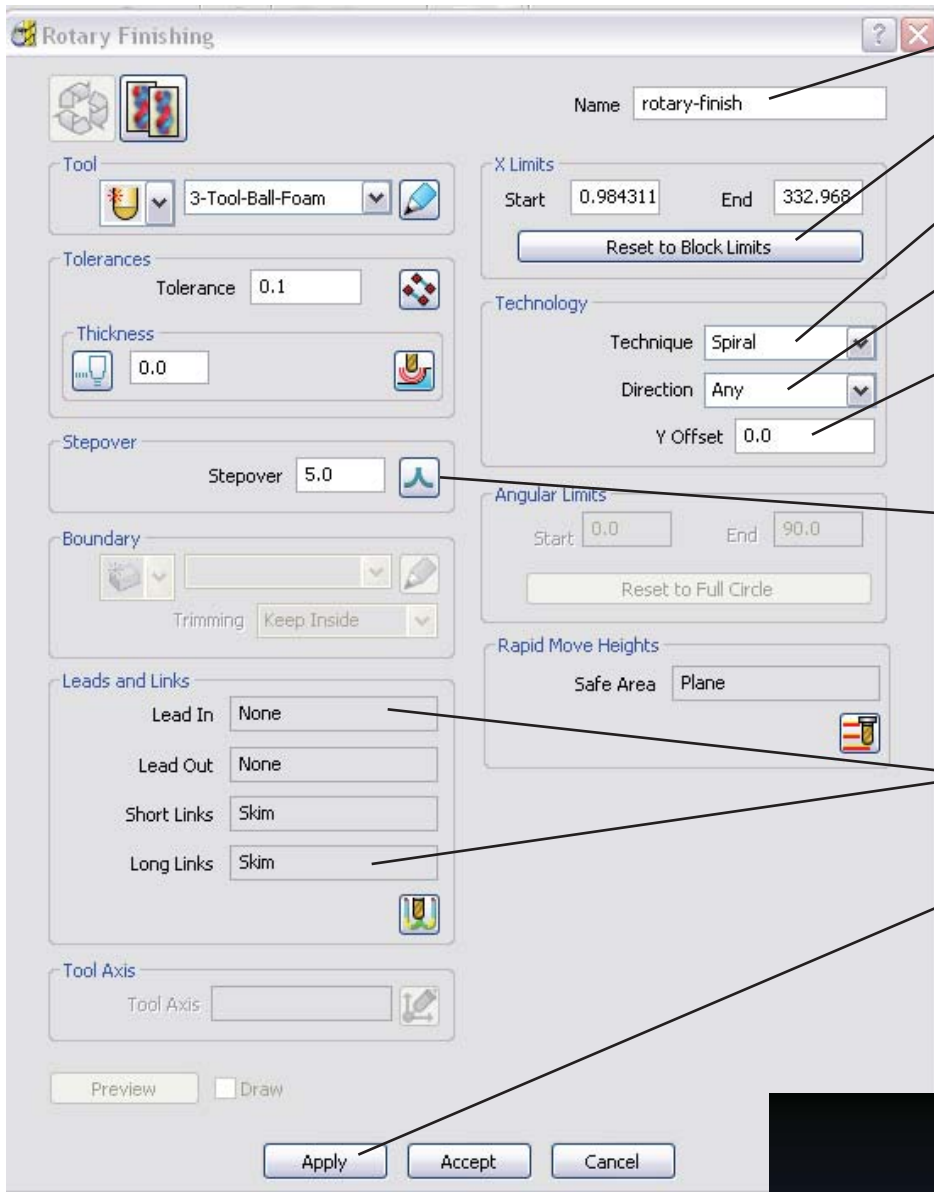 Rotary Finishing
Name rotary-finish
Tool
3-Tool-Ball-Foam
Tolerances
Tolerance 0.1
Thickness
0.0
Stepover
Stepover 5.0
Boundary
Trimming Keep Inside
Leads and Links
Lead In None
Lead Out None
Short Links Skim
Long Links Skim
Tool Axis
Tool Axis
X Limits
Start 0.984311 End 332.968
Reset to Block Limits
Technology
Technique Spiral
Direction Any
Y Offset 0.0
Angular Limits
Start 0.0 End 90.0
Reset to Full Circle
Rapid Move Heights
Safe Area Plane
Preview Draw
Apply Accept Cancel